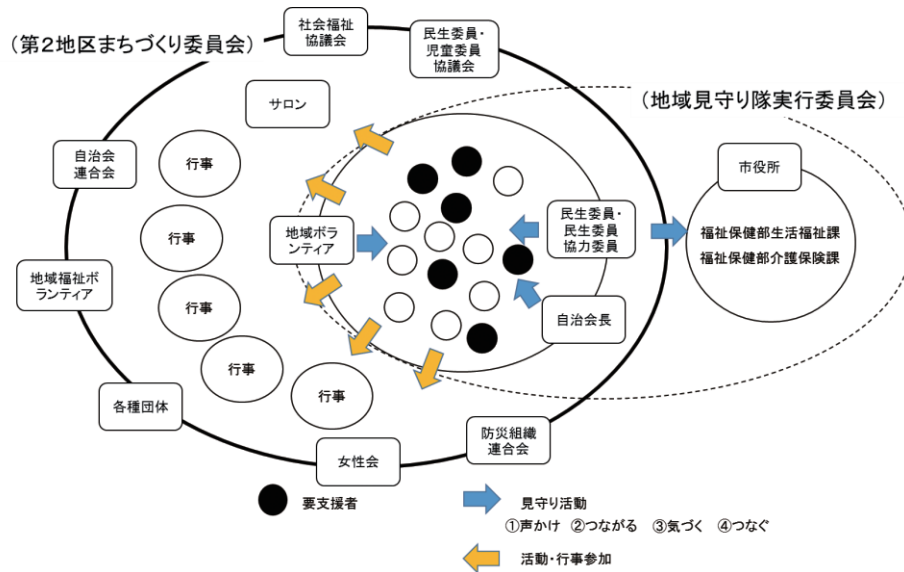 社会福祉
協議会
民生委員・
児童委員
協議会
（第２地区まちづくり委員会）
サロン
（地域見守り隊実行委員会）
自治会
連合会
行事
市役所
地域ボラ
ンティア
民生委員・
民生委員
協力委員
福祉保健部生活福祉課
福祉保健部介護保険課
行事
地域福祉ボ
ランティア
行事
自治会長
行事
行事
各種団体
防災組織
連合会
女性会
要支援者
見守り活動
①声かけ ②つながる ③気づく ④つなぐ
活動・行事参加